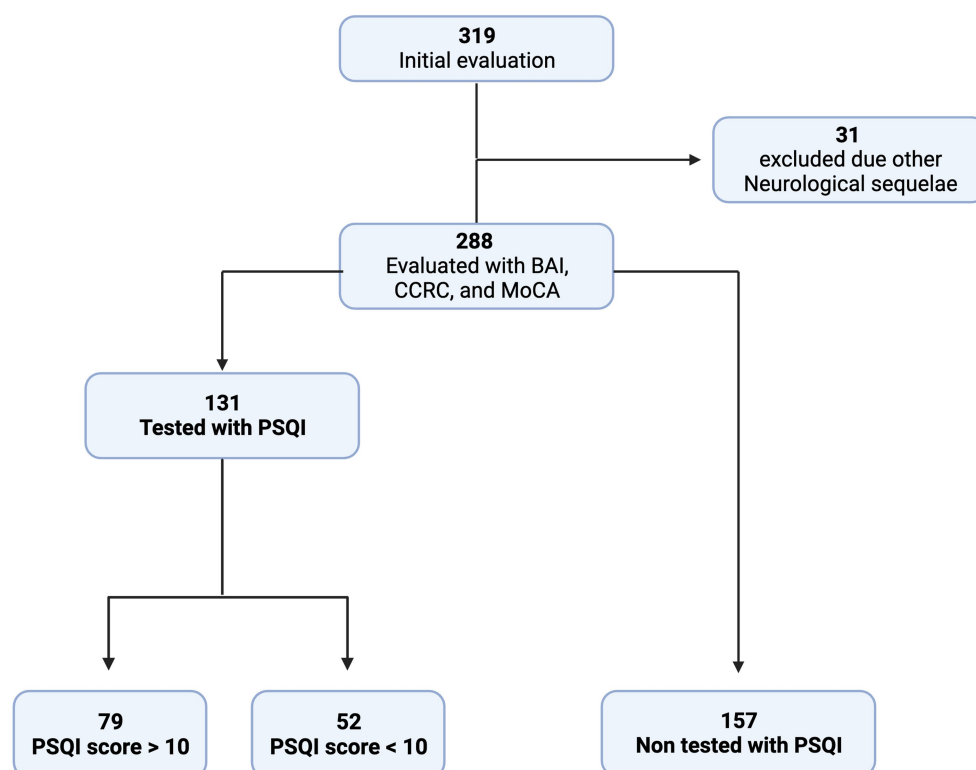 319
Initial evaluation
31
excluded due other
Neurological sequelae
288
Evaluated with BAI,
CCRC, and MoCA
131
Tested with PSQI
79
PSQI score > 10
52
PSQI score < 10
157
Non tested with PSQI